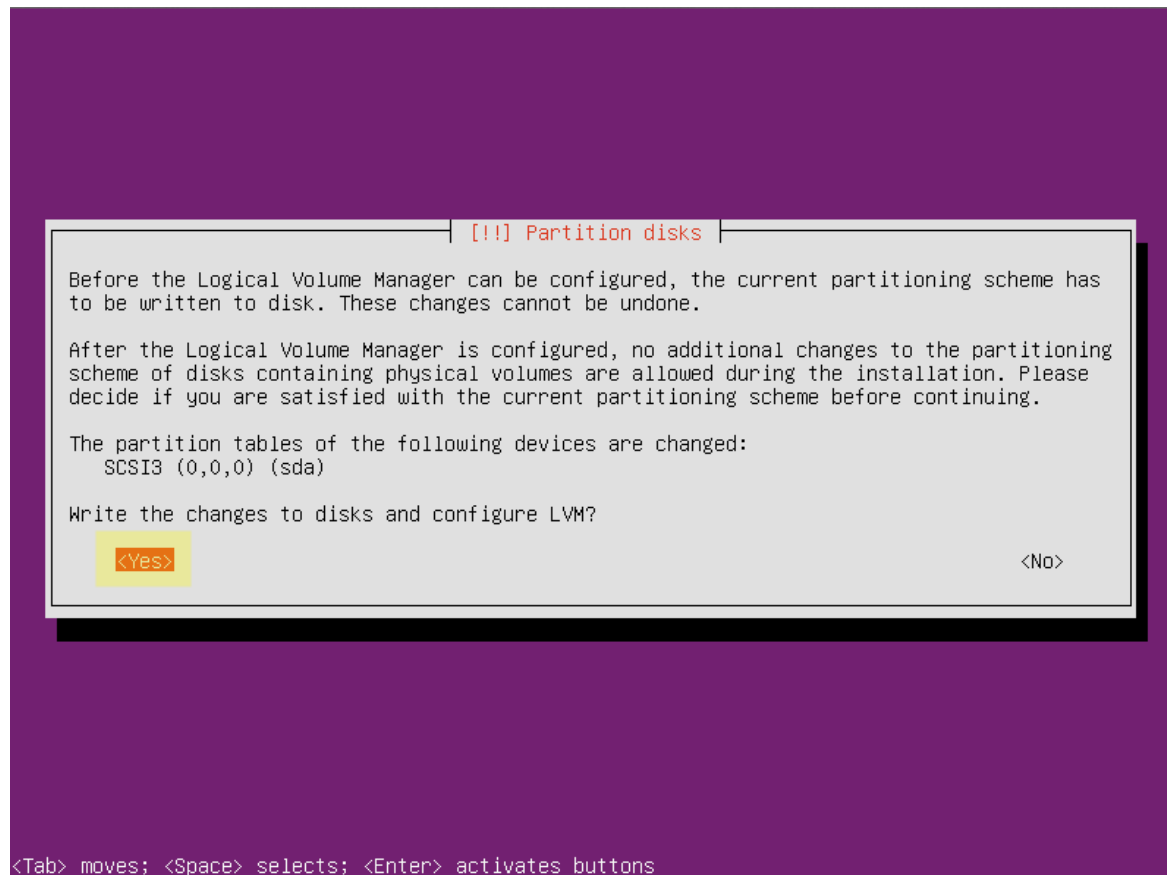 [!!] Partition disks
Before the Logical Volume Manager can be configured, the current partitioning scheme has
to be written to disk. These changes cannot be undone.
After the Logical Volume Manager is configured, no additional changes to the partitioning
scheme of disks containing physical volumes are allowed during the installation. Please
decide if you are satisfied with the current partitioning scheme before continuing.
The partition tables of the following devices are changed:
SCSI3 (0,0,0) (sda)
Write the changes to disks and configure LVM?
<Yes> <No>
<Tab> moves; <Space> selects; <Enter> activates buttons